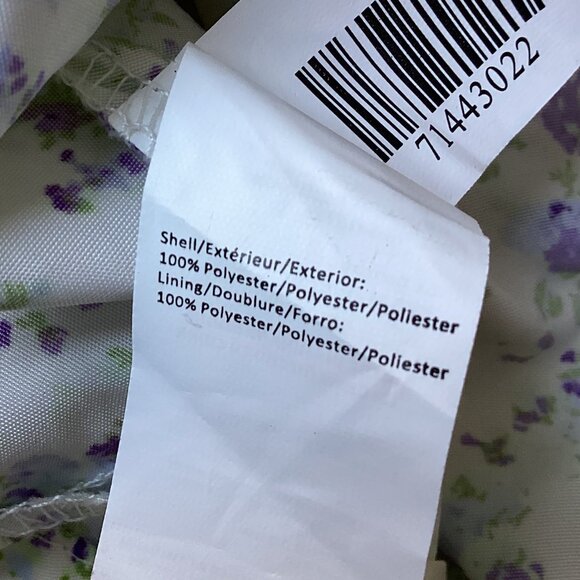 71443022
Shell/Extérieur/Exterior:
100% Polyester/Polyester/Poliester
Lining/Doublure/Forro:
100% Polyester/Polyester/Poliester